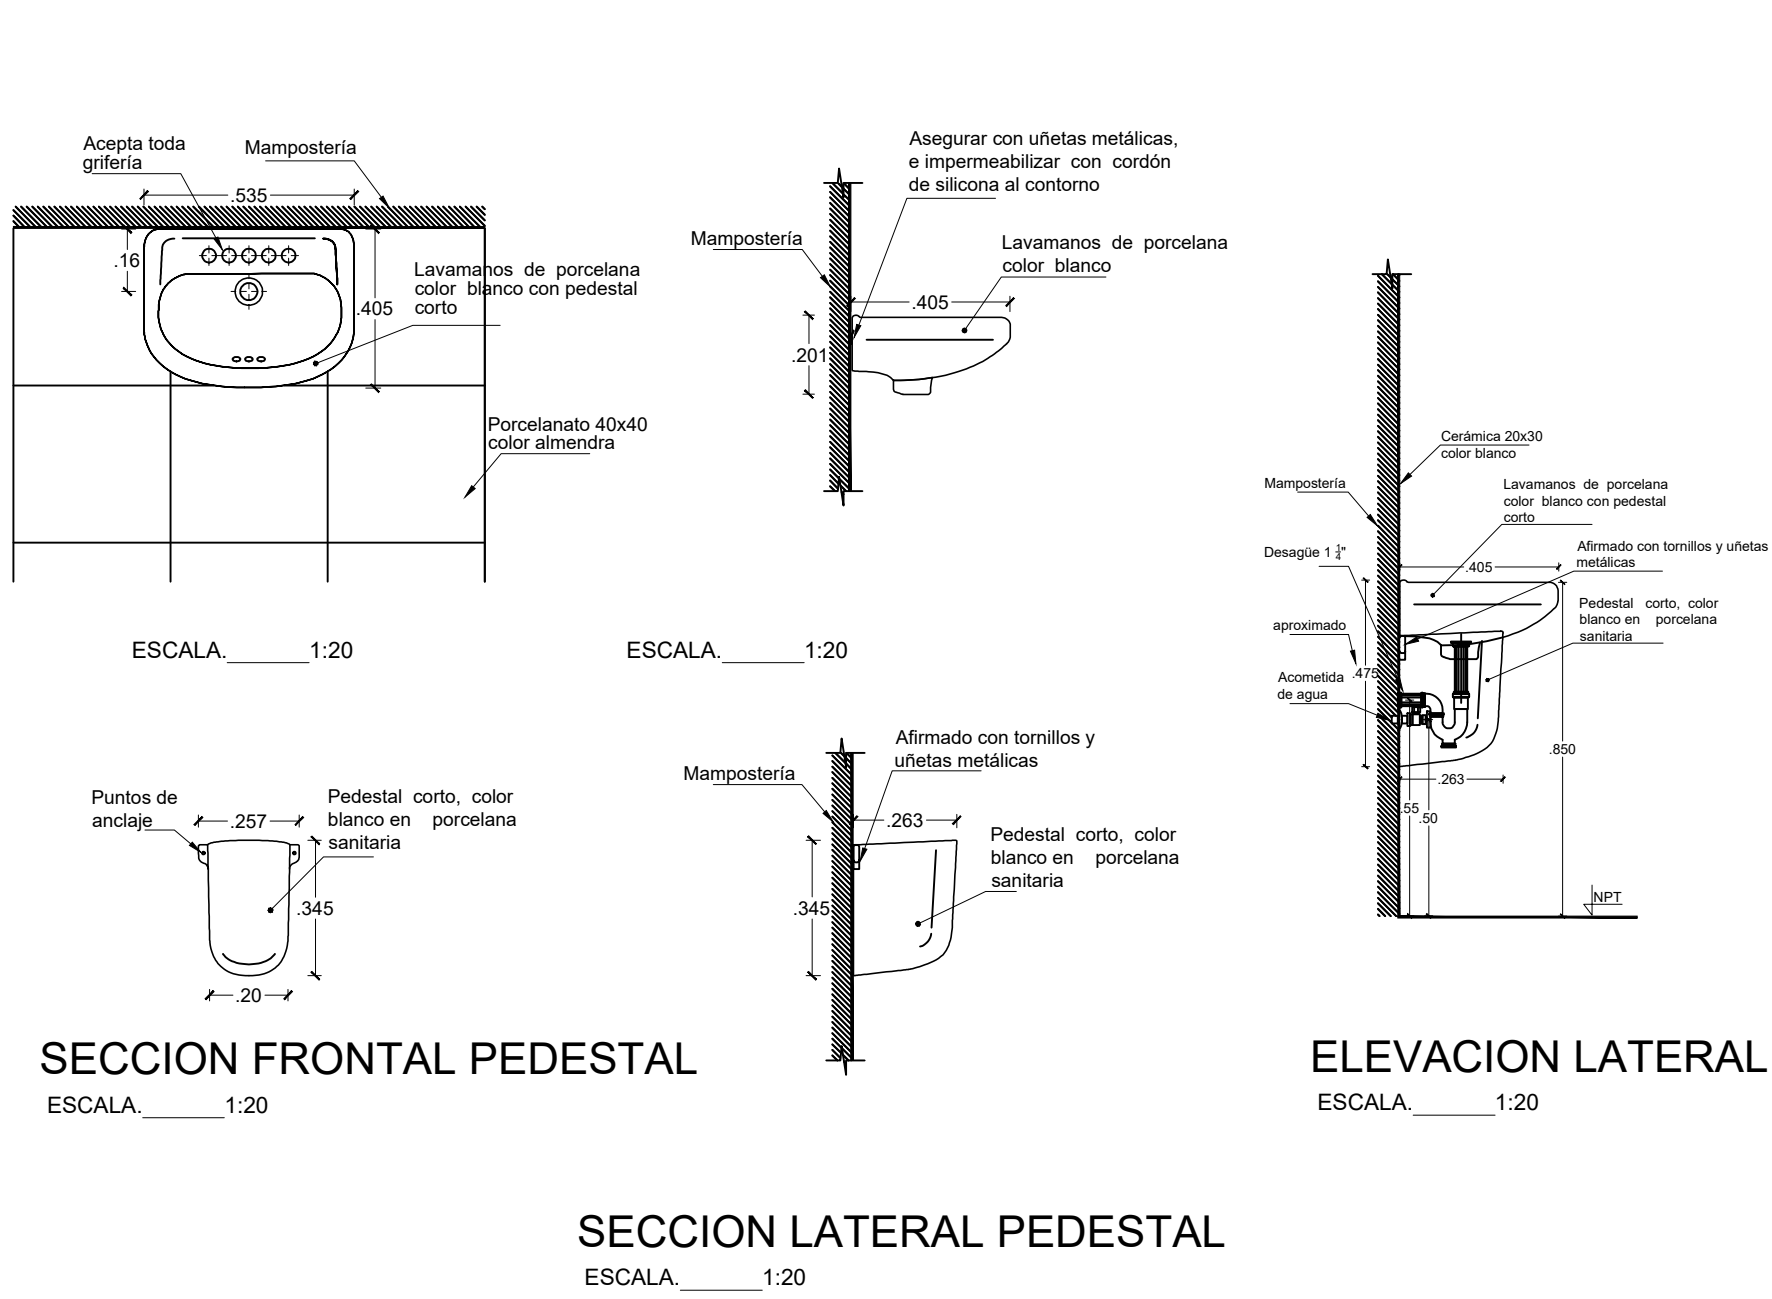 Acepta toda
grifería
Mampostería
.535
.16
Lavamanos de porcelana
color blanco con pedestal
corto
.405
Porcelanato 40x40
color almendra
ESCALA.______1:20
Asegurar con uñetas metálicas,
e impermeabilizar con cordón
de silicona al contorno
Mampostería
Lavamanos de porcelana
color blanco
.405
.201
ESCALA.______1:20
Puntos de
anclaje
.257
Pedestal corto, color
blanco en porcelana
sanitaria
.345
.20
SECCION FRONTAL PEDESTAL
ESCALA.______1:20
Afirmado con tornillos y
uñetas metálicas
Mampostería
.263
Pedestal corto, color
blanco en porcelana
sanitaria
.345
SECCION LATERAL PEDESTAL
ESCALA.______1:20
Cerámica 20x30
color blanco
Mampostería
Lavamanos de porcelana
color blanco con pedestal
corto
Desagüe 1 1/4"
Afirmado con tornillos y uñetas
metálicas
.405
Pedestal corto, color
blanco en porcelana
sanitaria
aproximado
.475
Acometida
de agua
.850
.263
.55
.50
NPT
ELEVACION LATERAL
ESCALA.______1:20